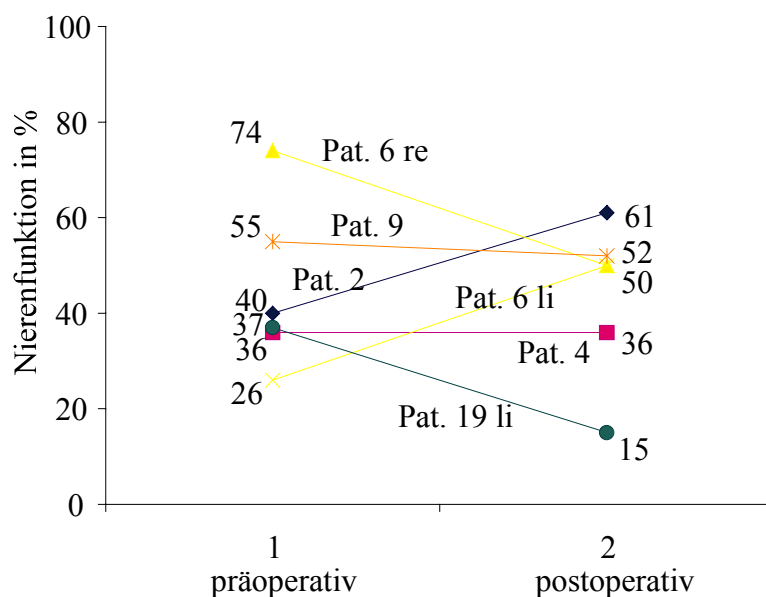 100
80
60
40
20
0
Nierenfunktion in %
74
Pat. 6 re
55
Pat. 9
61
52
Pat. 2
40
Pat. 6 li
50
37
36
Pat. 4
36
26
Pat. 19 li
15
1
2
präoperativ
postoperativ